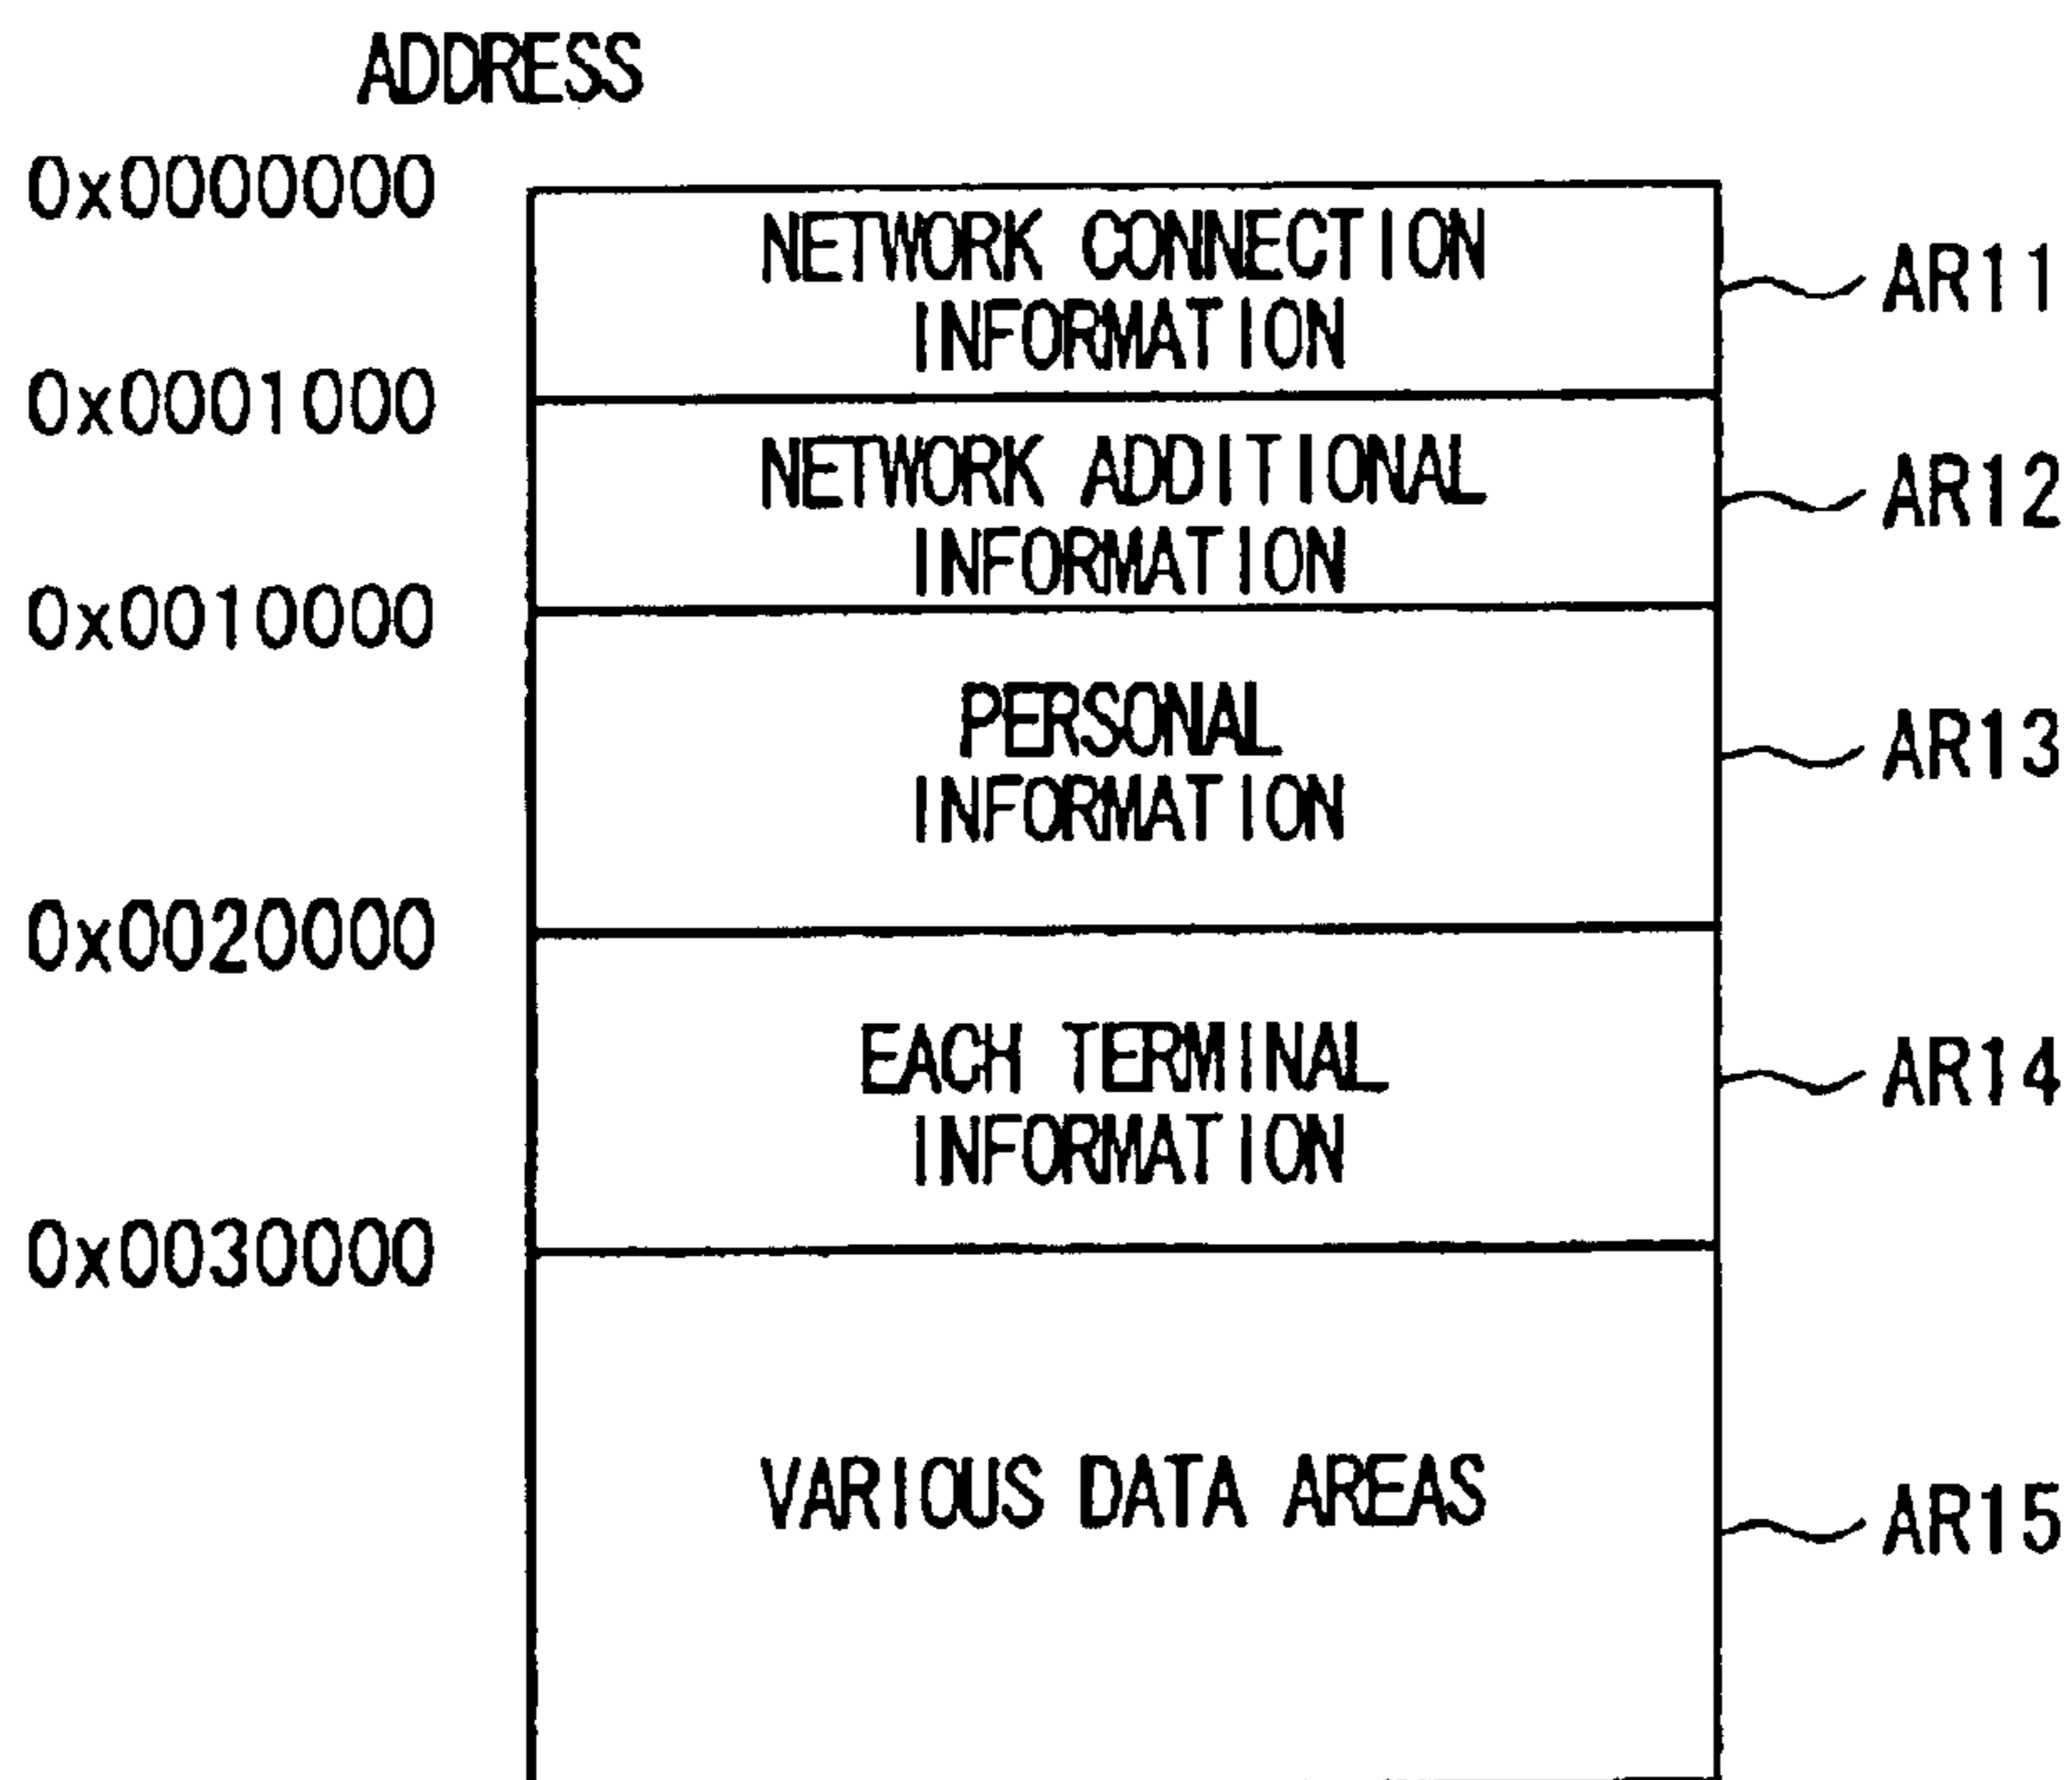 ADDRESS
0x0000000
NETWORK CONNECTION
INFORMATION
AR11
0x0001000
NETWORK ADDITIONAL
INFORMATION
AR12
0x0010000
PERSONAL
INFORMATION
AR13
0x0020000
EACH TERMINAL
INFORMATION
AR14
0x0030000
VARIOUS DATA AREAS
AR15